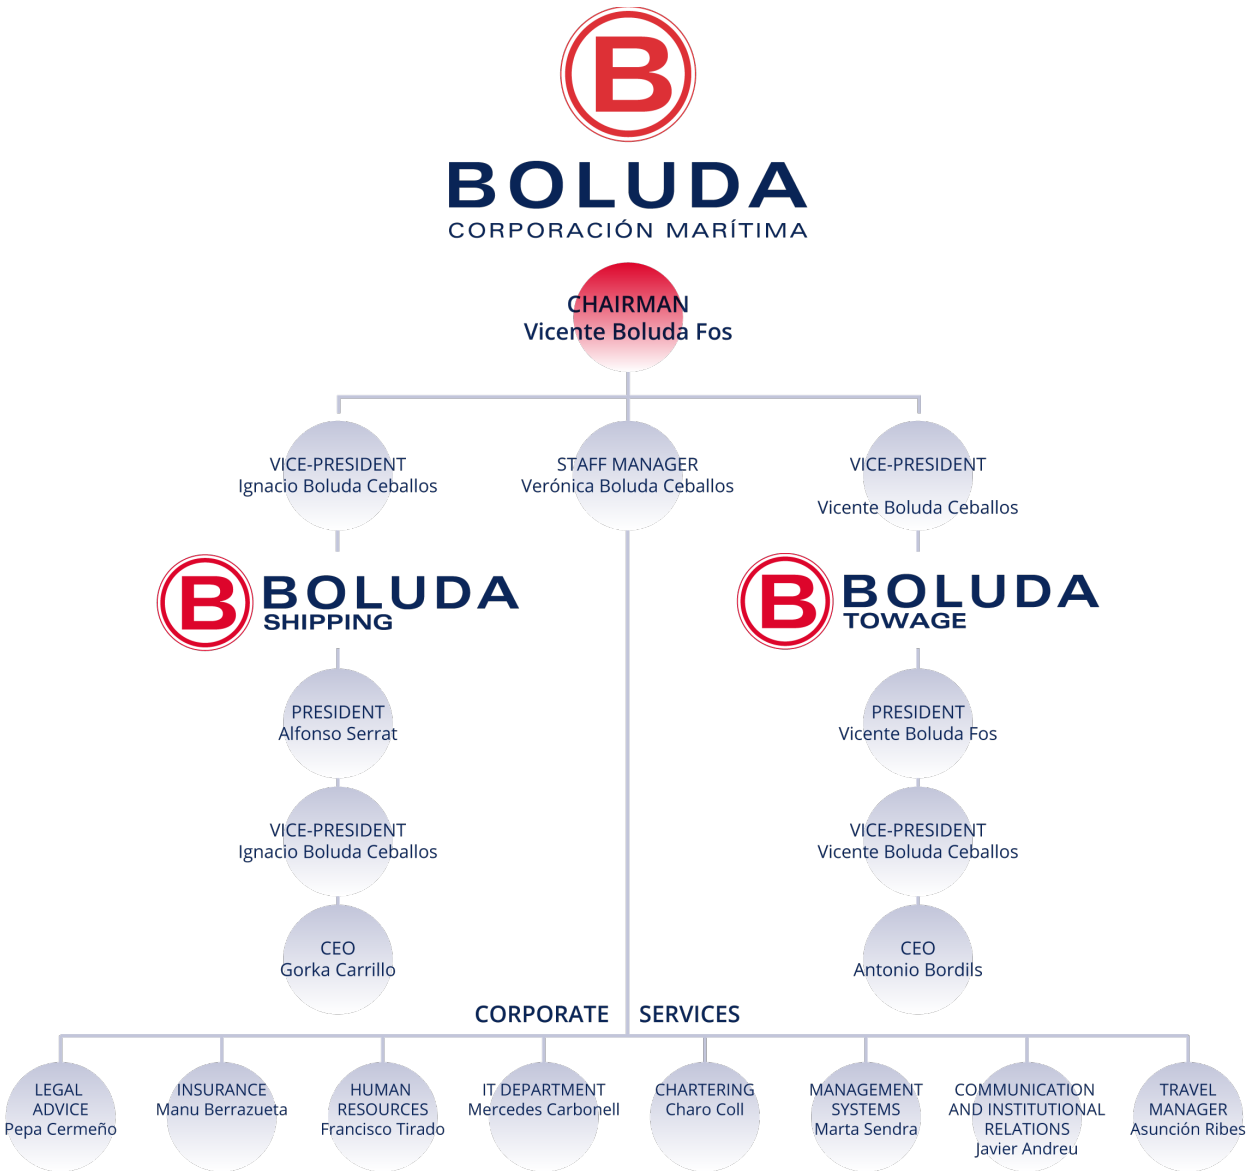 B
BOLUDA
CORPORACIÓN MARÍTIMA
CHAIRMAN
Vicente Boluda Fos
VICE-PRESIDENT
Ignacio Boluda Ceballos
STAFF MANAGER
Verónica Boluda Ceballos
VICE-PRESIDENT
Vicente Boluda Ceballos
B BOLUDA
SHIPPING
B BOLUDA
TOWAGE
PRESIDENT
Alfonso Serrat
PRESIDENT
Vicente Boluda Fos
VICE-PRESIDENT
Ignacio Boluda Ceballos
VICE-PRESIDENT
Vicente Boluda Ceballos
CEO
Gorka Carrillo
CEO
Antonio Bordils
CORPORATE SERVICES
LEGAL
ADVICE
Pepa Cermeño
INSURANCE
Manu Berrazueta
HUMAN
RESOURCES
Francisco Tirado
IT DEPARTMENT
Mercedes Carbonell
CHARTERING
Charo Coll
MANAGEMENT
SYSTEMS
Marta Sendra
COMMUNICATION
AND INSTITUTIONAL
RELATIONS
Javier Andreu
TRAVEL
MANAGER
Asunción Ribes